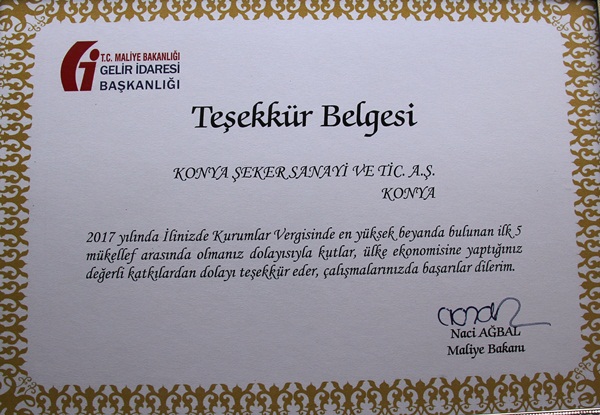 T.C. MALİYE BAKANLIĞI
GELİR İDARESİ
BAŞKANLIĞI
Teşekkür Belgesi
KONYA ŞEKER SANAYİ VE TİC. A.Ş.
KONYA
2017 yılında İlinizde Kurumlar Vergisinde en yüksek beyanda bulunan ilk 5
mükellef arasında olmanız dolayısıyla kutlar, ülke ekonomisine yaptığınız
değerli katkılardan dolayı teşekkür eder, çalışmalarınızda başarılar dilerim.
Naci AĞBAL
Maliye Bakanı